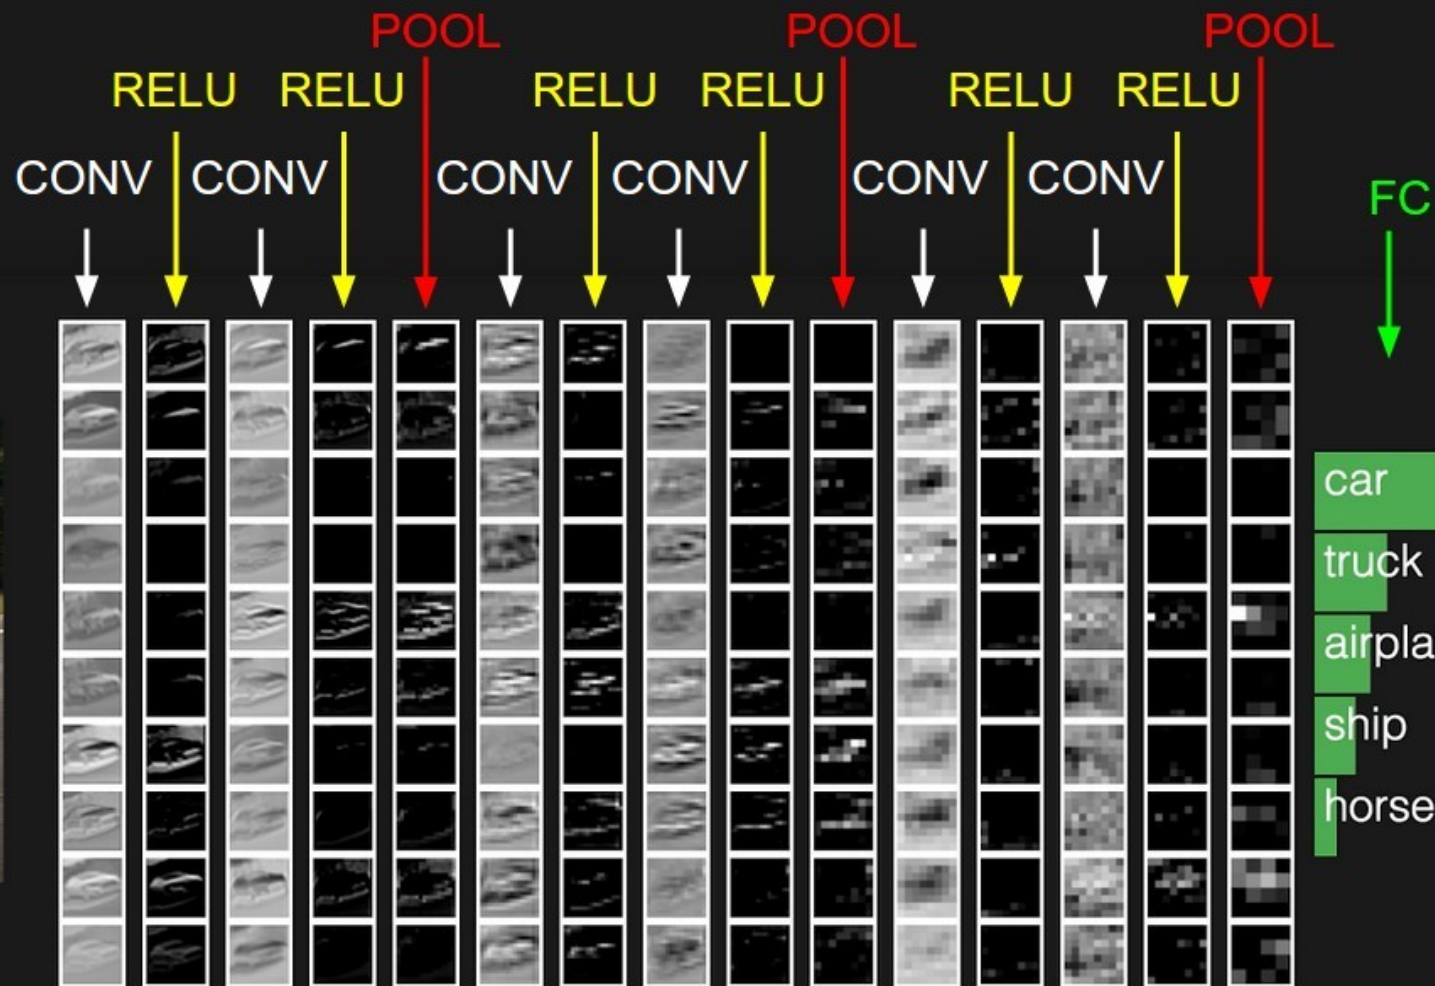 POOL POOL POOL
RELU RELU RELU RELU RELU RELU
CONV CONV CONV CONV CONV CONV
FC
car
truck
airpla
ship
horse